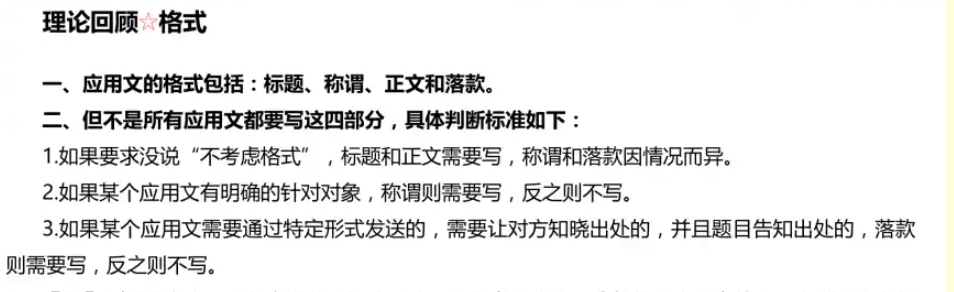 理论回顾☆格式
一、应用文的格式包括：标题、称谓、正文和落款。
二、但不是所有应用文都要写这四部分，具体判断标准如下：
1.如果要求没说“不考虑格式”，标题和正文需要写，称谓和落款因情况而异。
2.如果某个应用文有明确的针对对象，称谓则需要写，反之则不写。
3.如果某个应用文需要通过特定形式发送的，需要让对方知晓出处的，并且题目告知出处的，落款
则需要写，反之则不写。